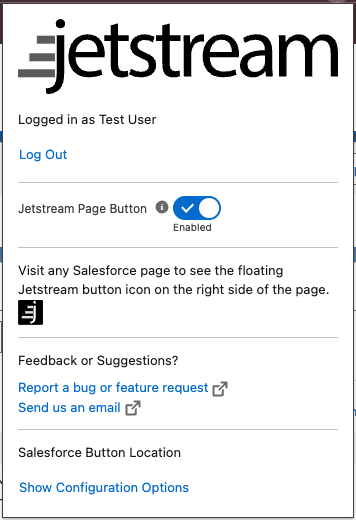 jetstream
Logged in as Test User
Log Out
Jetstream Page Button
Enabled
Visit any Salesforce page to see the floating
Jetstream button icon on the right side of the page.
Feedback or Suggestions?
Report a bug or feature request
Send us an email
Salesforce Button Location
Show Configuration Options